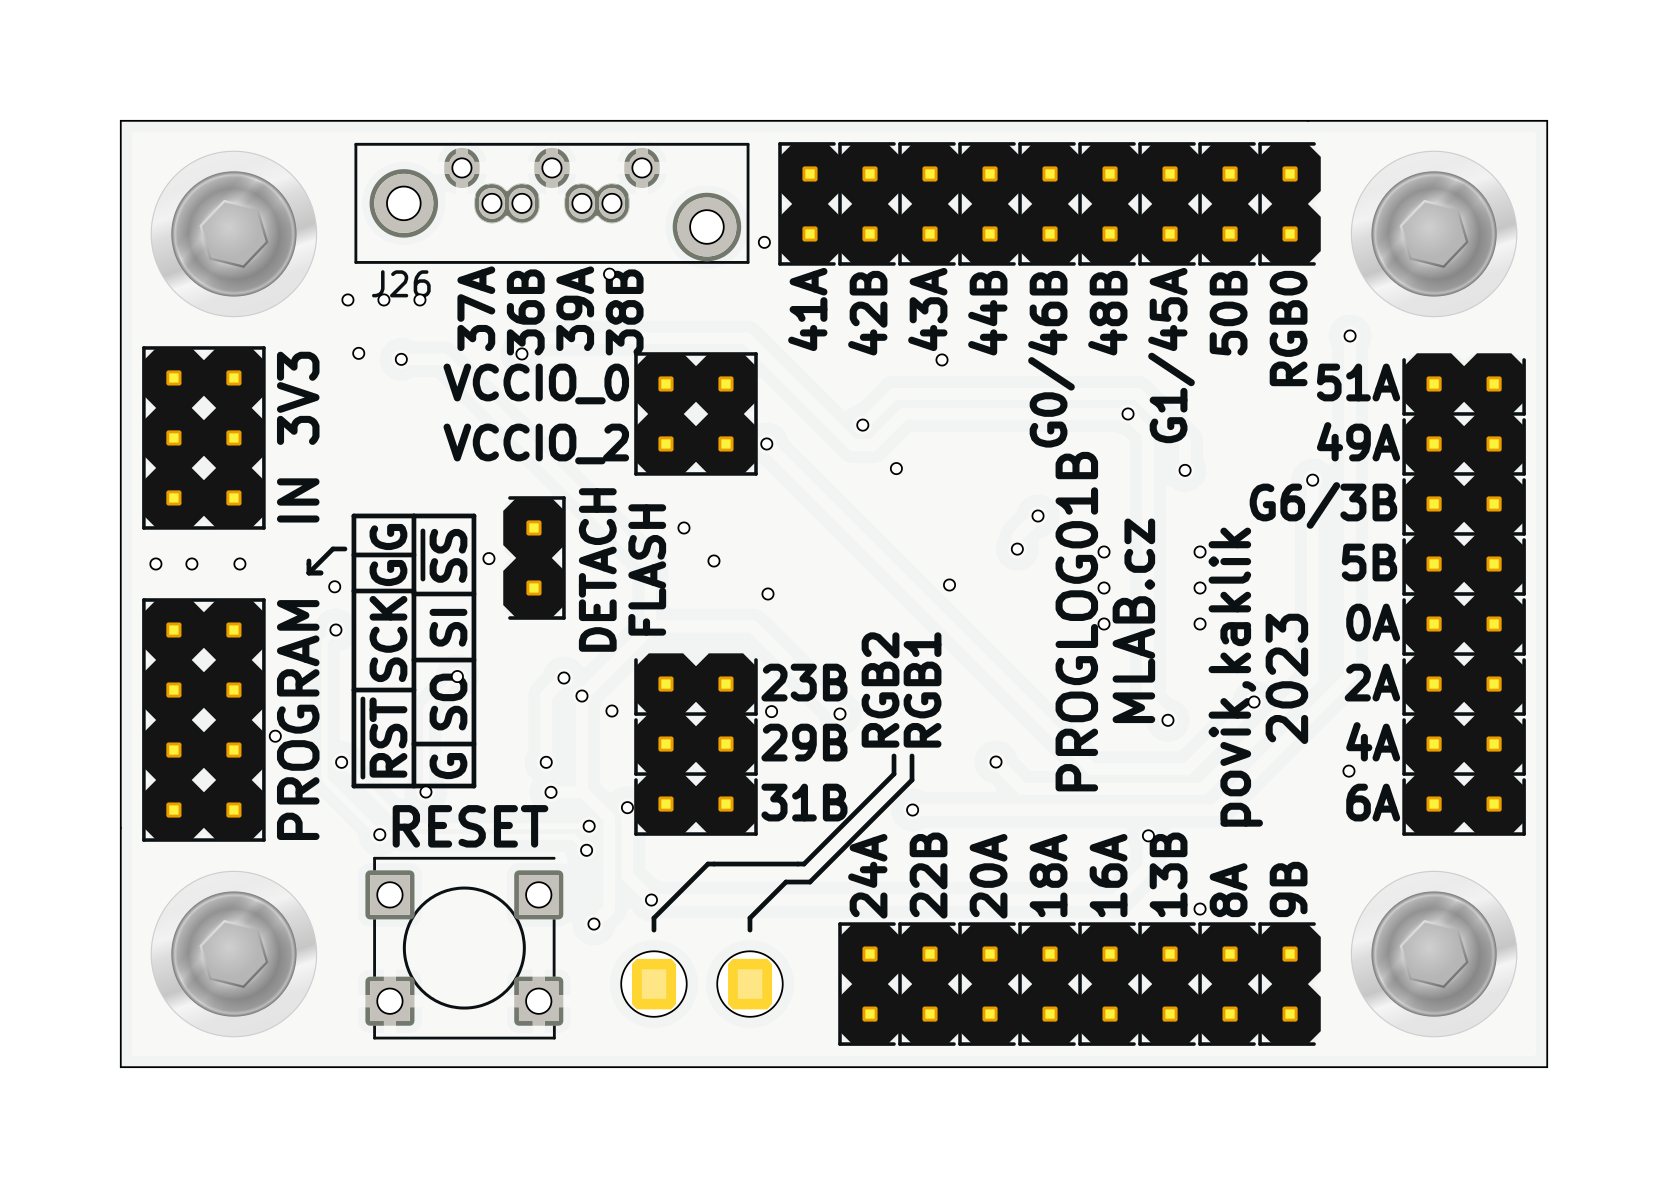 J26
37A
36B
39A
38B
41A
42B
43A
44B
G0/46B
48B
G1/45A
50B
RGB0
IN 3V3
VCCIO_0
VCCIO_2
51A
49A
G6/3B
5B
0A
2A
4A
6A
DETACH
FLASH
PROGRAM
RST SCK G G
G SO SI SS
23B
29B
31B
RGB2
RGB1
PROGLOGO1B
MLAB.cz
povik,kaklik
2023
RESET
24A
22B
20A
18A
16A
13B
8A
9B